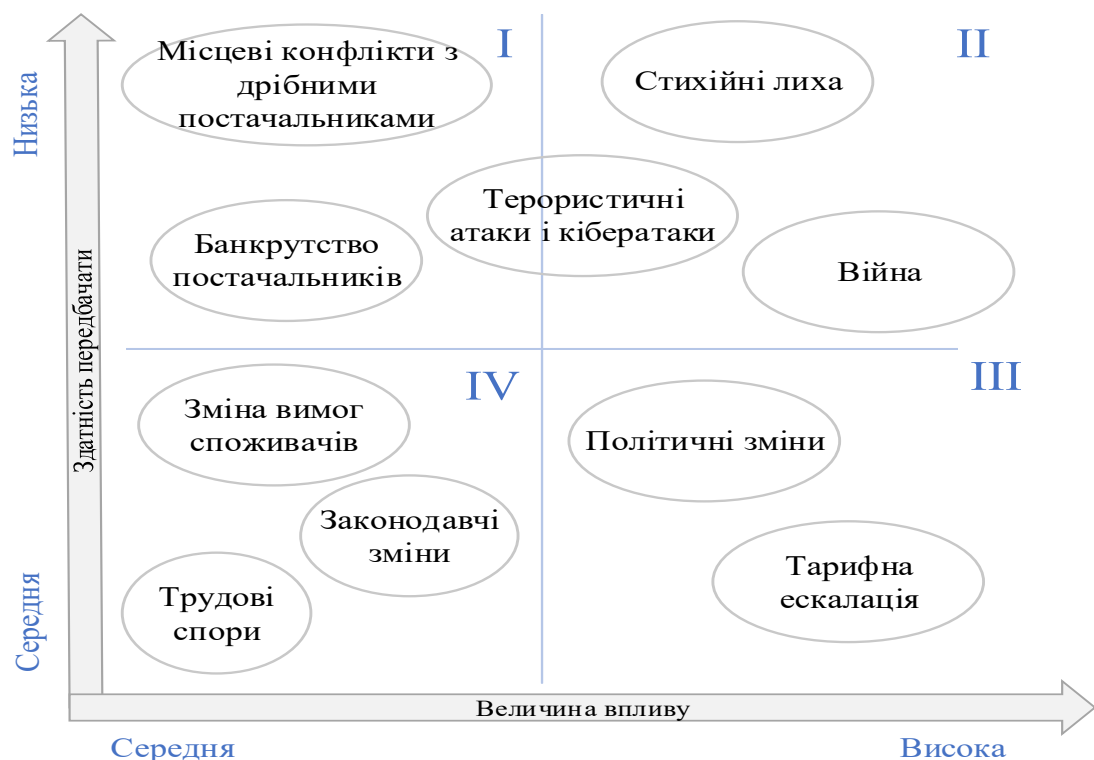 I
II
Низька
Місцеві конфлікти з
дрібними
постачальниками
Стихійні лиха
Терористичні
атаки і кібератаки
Банкрутство
постачальників
Війна
Здатність передбачати
IV
III
Зміна вимог
споживачів
Політичні зміни
Законодавчі
зміни
Тарифна
ескалація
Трудові
спори
Середня
Величина впливу
Середня
Висока